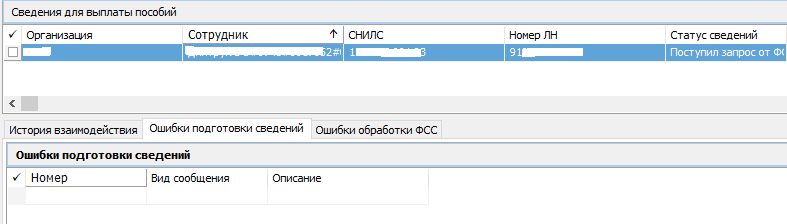 Сведения для выплаты пособий
Организация Сотрудник СНИЛС Номер ЛН Статус сведений
91 Поступил запрос от ФС
История взаимодействия Ошибки подготовки сведений Ошибки обработки ФСС
Ошибки подготовки сведений
Номер Вид сообщения Описание